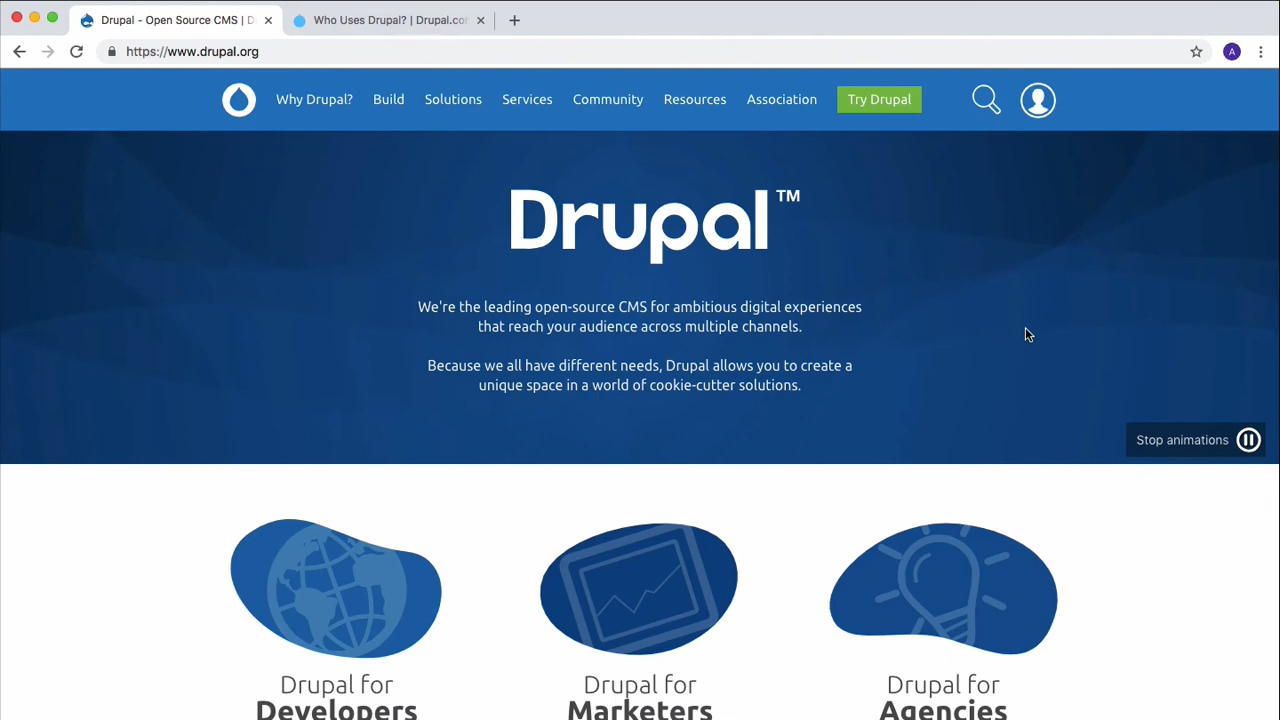 Drupal - Open Source CMS | D
Who Uses Drupal? | Drupal.co
https://www.drupal.org
A
Why Drupal?
Build
Solutions
Services
Community
Resources
Association
Try Drupal
Drupal™
We're the leading open-source CMS for ambitious digital experiences
that reach your audience across multiple channels.
Because we all have different needs, Drupal allows you to create a
unique space in a world of cookie-cutter solutions.
Stop animations
Drupal for
Developers
Drupal for
Marketers
Drupal for
Agencies